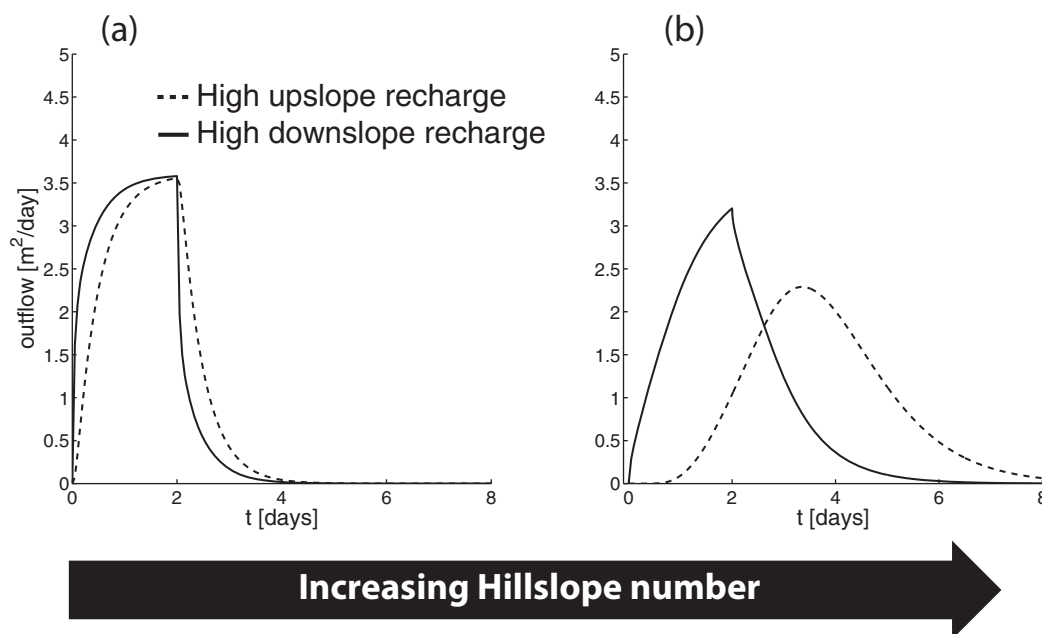 (a)
5
4.5
4
3.5
3
2.5
2
1.5
1
0.5
0
outflow [m²/day]
High upslope recharge
High downslope recharge
0 2 4 6 8
t [days]
(b)
5
4.5
4
3.5
3
2.5
2
1.5
1
0.5
0
0 2 4 6 8
t [days]
Increasing Hillslope number